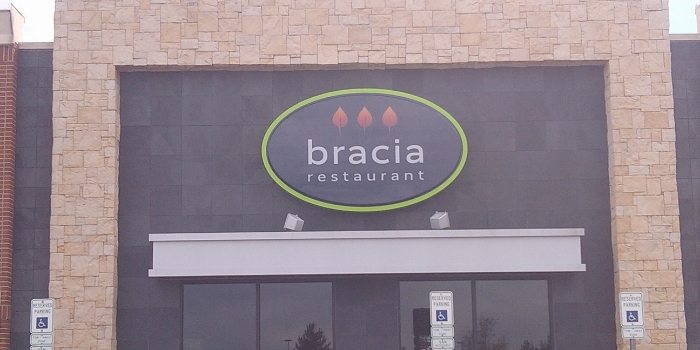 bracia
restaurant
RESERVED
PARKING
RESERVED
PARKING
RESERVED
PARKING